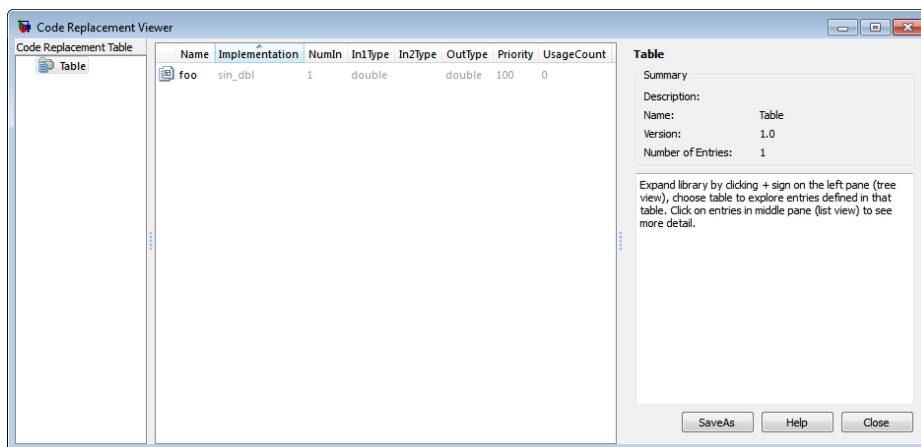 Code Replacement Viewer
Code Replacement Table
Table
Name Implementation NumIn In1Type In2Type OutType Priority UsageCount
foo sin_dbl 1 double double 100 0
Table
Summary
Description:
Name: Table
Version: 1.0
Number of Entries: 1
Expand library by clicking + sign on the left pane (tree
view), choose table to explore entries defined in that
table. Click on entries in middle pane (list view) to see
more detail.
SaveAs Help Close